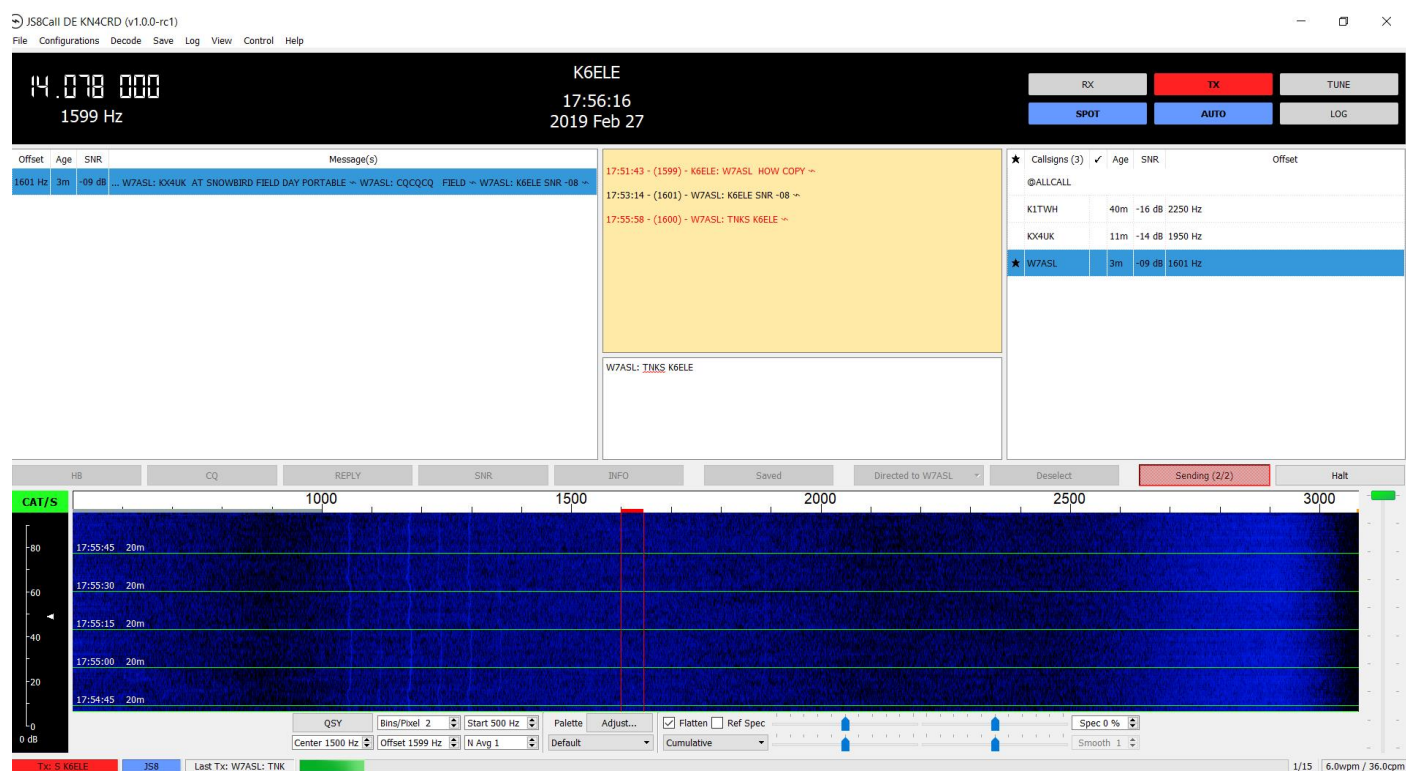 JS8Call DE KN4CRD (v1.0.0-rc1)
File Configurations Decode Save Log View Control Help
14.078 000
1599 Hz
K6ELE
17:56:16
2019 Feb 27
RX TX TUNE
SPOT AUTO LOG
Offset Age SNR Message(s)
1601 Hz 3m -09 dB ... W7ASL: KX4UK AT SNOWBIRD FIELD DAY PORTABLE ~ W7ASL: CQCQCQ FIELD ~ W7ASL: K6ELE SNR -08 ~
17:51:43 - (1599) - K6ELE: W7ASL HOW COPY ~
17:53:14 - (1601) - W7ASL: K6ELE SNR -08 ~
17:55:58 - (1600) - W7ASL: TNKS K6ELE ~
W7ASL: TNKS K6ELE
★ Callsigns (3) ✓ Age SNR Offset
@ALLCALL
K1TWH 40m -16 dB 2250 Hz
KX4UK 11m -14 dB 1950 Hz
★ W7ASL 3m -09 dB 1601 Hz
HB CQ REPLY SNR INFO Saved Directed to W7ASL Deselect Sending (2/2) Halt
CAT/S 1000 1500 2000 2500 3000
-80
-60
-40
-20
-0
0 dB
17:55:45 20m
17:55:30 20m
17:55:15 20m
17:55:00 20m
17:54:45 20m
QSY Bins/Pixel 2 Start 500 Hz Palette Adjust... Flatten Ref Spec Spec 0 %
Center 1500 Hz Offset 1599 Hz N Avg 1 Default Cumulative Smooth 1
Tx: S K6ELE JS8 Last Tx: W7ASL: TNK 1/15 6.0wpm / 36.0cpm